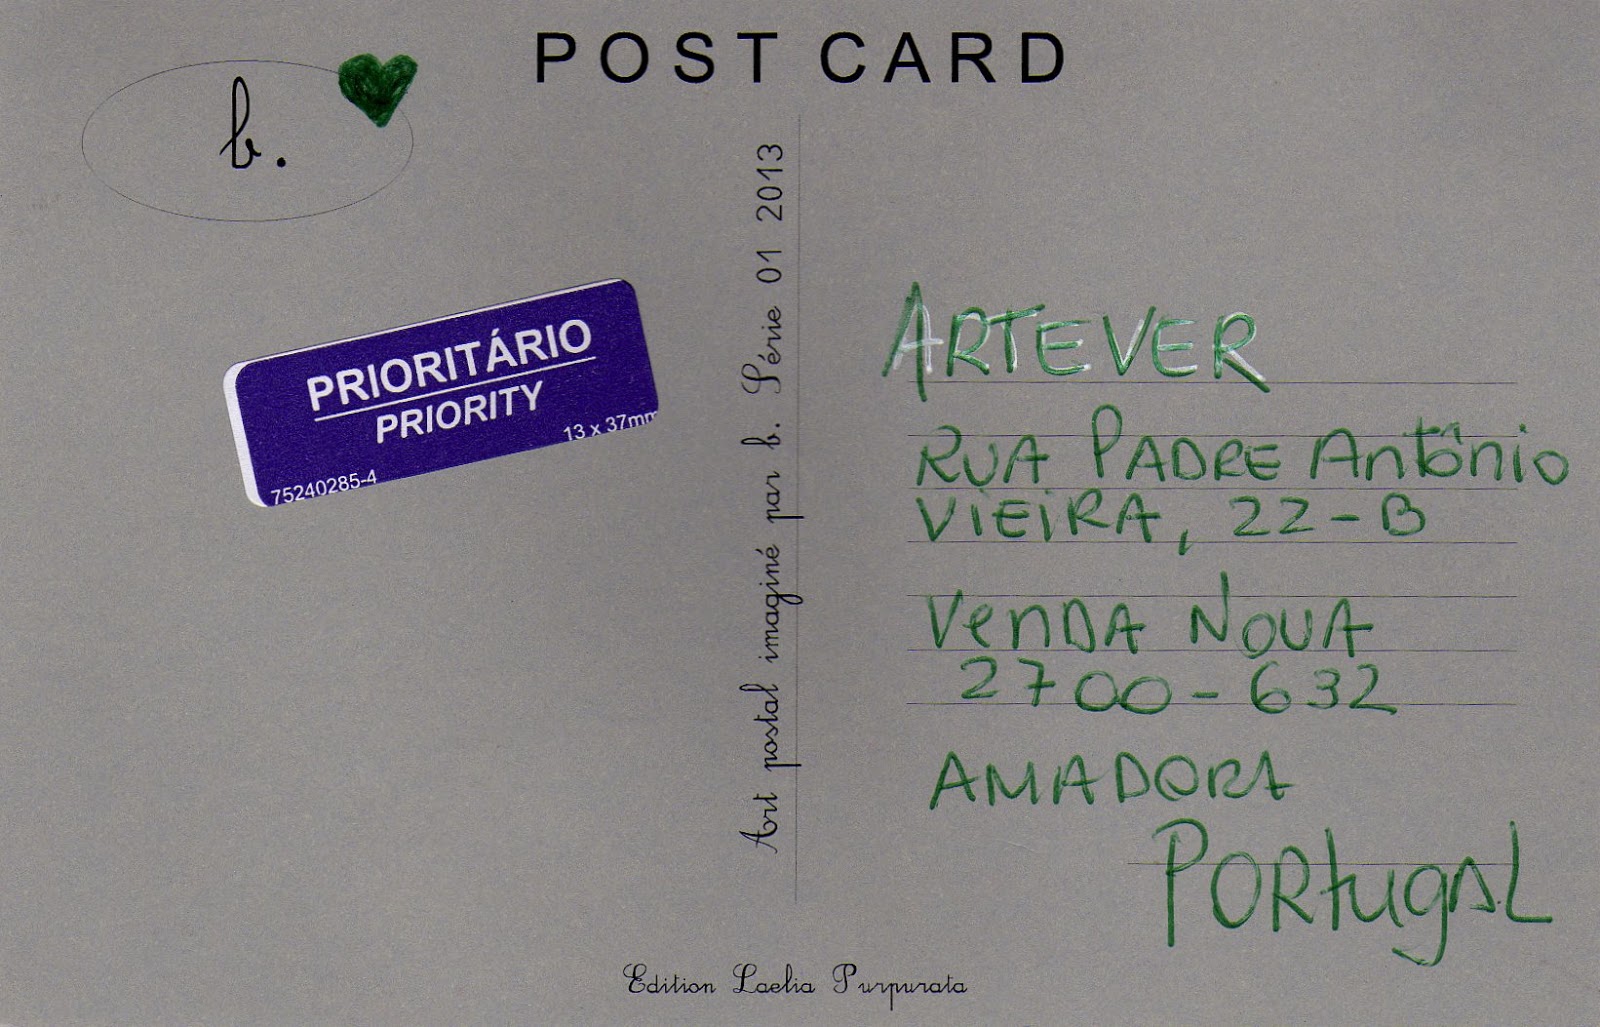 POST CARD
b.
PRIORITÁRIO
PRIORITY
13 x 37mm
75240285-4
Art postal imaginé par b. Série 01 2013
ARTEVER
RUA PADRE António
VIEIRA, 22-B
VENDA NOVA
2700-632
AMADORA
PORtugAL
Edition Laelia Purpurata